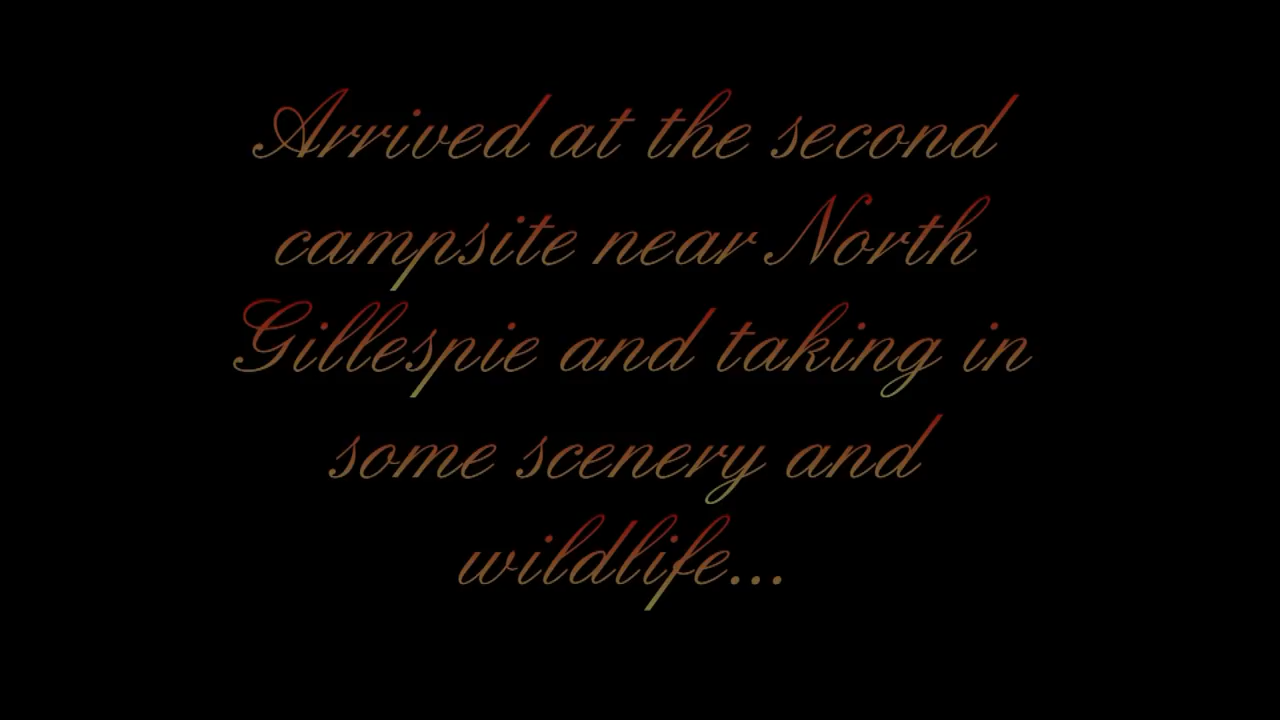 Arrived at the second
campsite near North
Gillespie and taking in
some scenery and
wildlife...